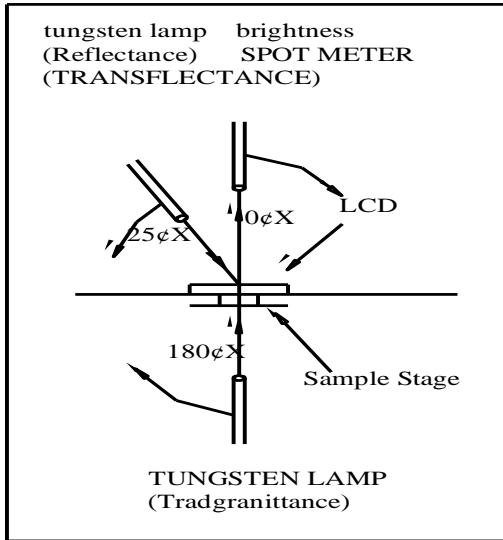 tungsten lamp brightness
(Reflectance) SPOT METER
(TRANSFLECTANCE)
LCD
0¢X
25¢X
180¢X
Sample Stage
TUNGSTEN LAMP
(Tradgranittance)